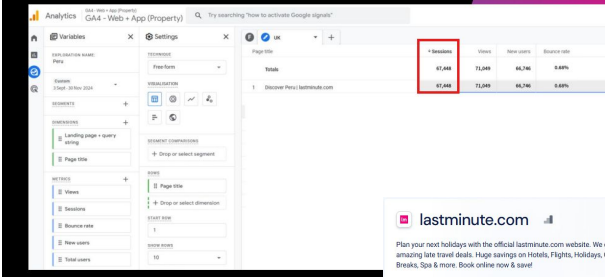 Analytics
GA4 - Web + App (Property)
GA4 - Web + App (Property)
Try searching "how to activate Google signals"
Variables
Settings
UK
EXPLORATION NAME:
Peru
Custom
1 Sept - 30 Nov 2024
SEGMENTS
DIMENSIONS
Landing page + query
string
Page title
METRICS
Views
Sessions
Bounce rate
New users
Total users
TECHNIQUE
Free form
VISUALISATION
SEGMENT COMPARISONS
+ Drop or select segment
ROWS
Page title
+ Drop or select dimension
START ROW
1
SHOW ROWS
10
Page title
Sessions
Views
New users
Bounce rate
Totals
67,448
71,049
66,746
0.68%
1 Discover Peru | lastminute.com
67,448
71,049
66,746
0.68%
lastminute.com
Plan your next holidays with the official lastminute.com website. We
amazing late travel deals. Huge savings on Hotels, Flights, Holidays,
Breaks, Spa & more. Book online now & save!